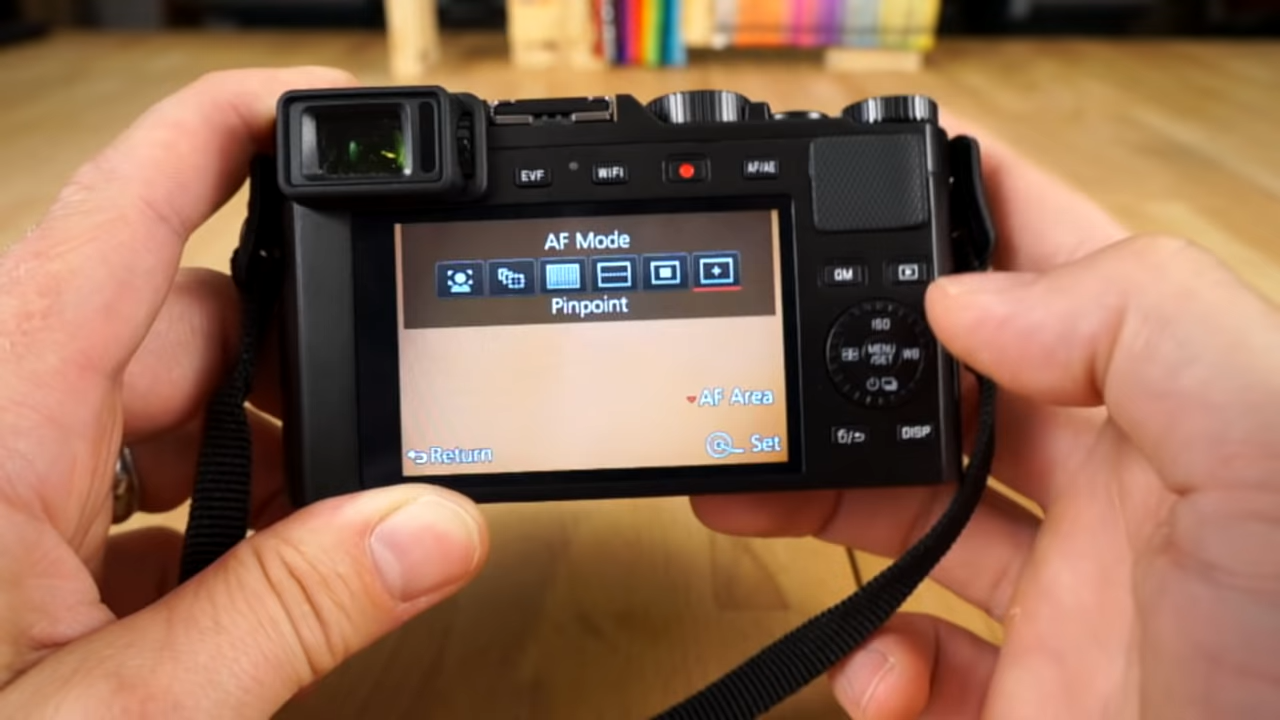 EVF
WIFI
AF/AE
AF Mode
Pinpoint
AF Area
Set
Return
QM
ISO
MENU
/SET
WB
DISP